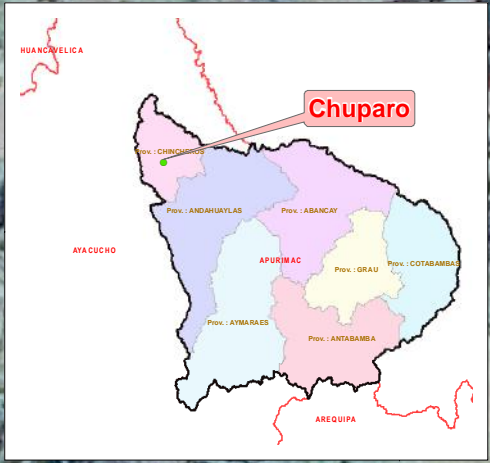 HUANCAVELICA
Chuparo
Prov. : CHINCHEROS
Prov. : ANDAHUAYLAS
Prov. : ABANCAY
AYACUCHO
APURIMAC
Prov. : GRAU
Prov. : COTABAMBAS
Prov. : AYMARAES
Prov. : ANTABAMBA
AREQUIPA